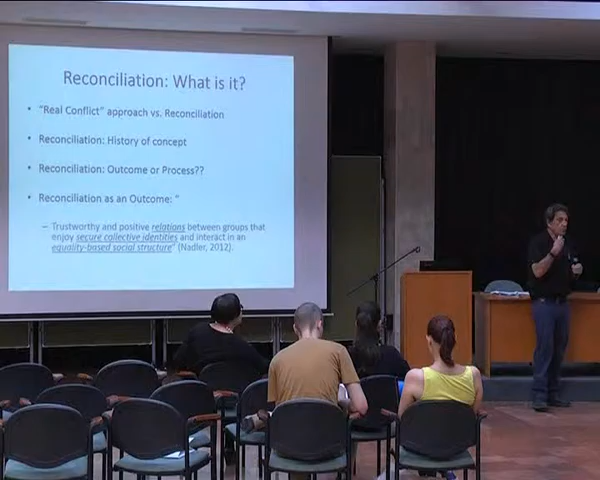 Reconciliation: What is it?
• "Real Conflict" approach vs. Reconciliation
• Reconciliation: History of concept
• Reconciliation: Outcome or Process??
• Reconciliation as an Outcome: "
– Trustworthy and positive relations between groups that
enjoy secure collective identities and interact in an
equality-based social structure" (Nadler, 2012).